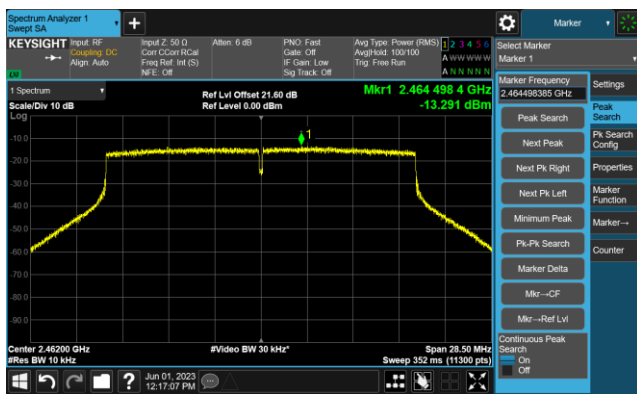 Spectrum Analyzer 1
Swept SA
Marker
KEYSIGHT
Input: RF
Coupling: DC
Align: Auto
Input Z: 50 Ω
Corr CCorr RCal
Freq Ref: Int (S)
NFE: Off
Atten: 6 dB
PNO: Fast
Gate: Off
IF Gain: Low
Sig Track: Off
Avg Type: Power (RMS)
Avg|Hold: 100/100
Trig: Free Run
1 2 3 4 5 6
A W W W W W
A N N N N N
Select Marker
Marker 1
LXI
1 Spectrum
Scale/Div 10 dB
Log
Ref Lvl Offset 21.60 dB
Ref Level 0.00 dBm
Mkr1 2.464 498 4 GHz
-13.291 dBm
1
-10.0
-20.0
-30.0
-40.0
-50.0
-60.0
-70.0
-80.0
-90.0
Center 2.46200 GHz
#Res BW 10 kHz
#Video BW 30 kHz*
Span 28.50 MHz
Sweep 352 ms (11300 pts)
Marker Frequency
2.464498385 GHz
Peak Search
Next Peak
Next Pk Right
Next Pk Left
Minimum Peak
Pk-Pk Search
Marker Delta
Mkr→CF
Mkr→Ref Lvl
Continuous Peak
Search
On
Off
Settings
Peak
Search
Pk Search
Config
Properties
Marker
Function
Marker→
Counter
?
Jun 01, 2023
12:17:07 PM